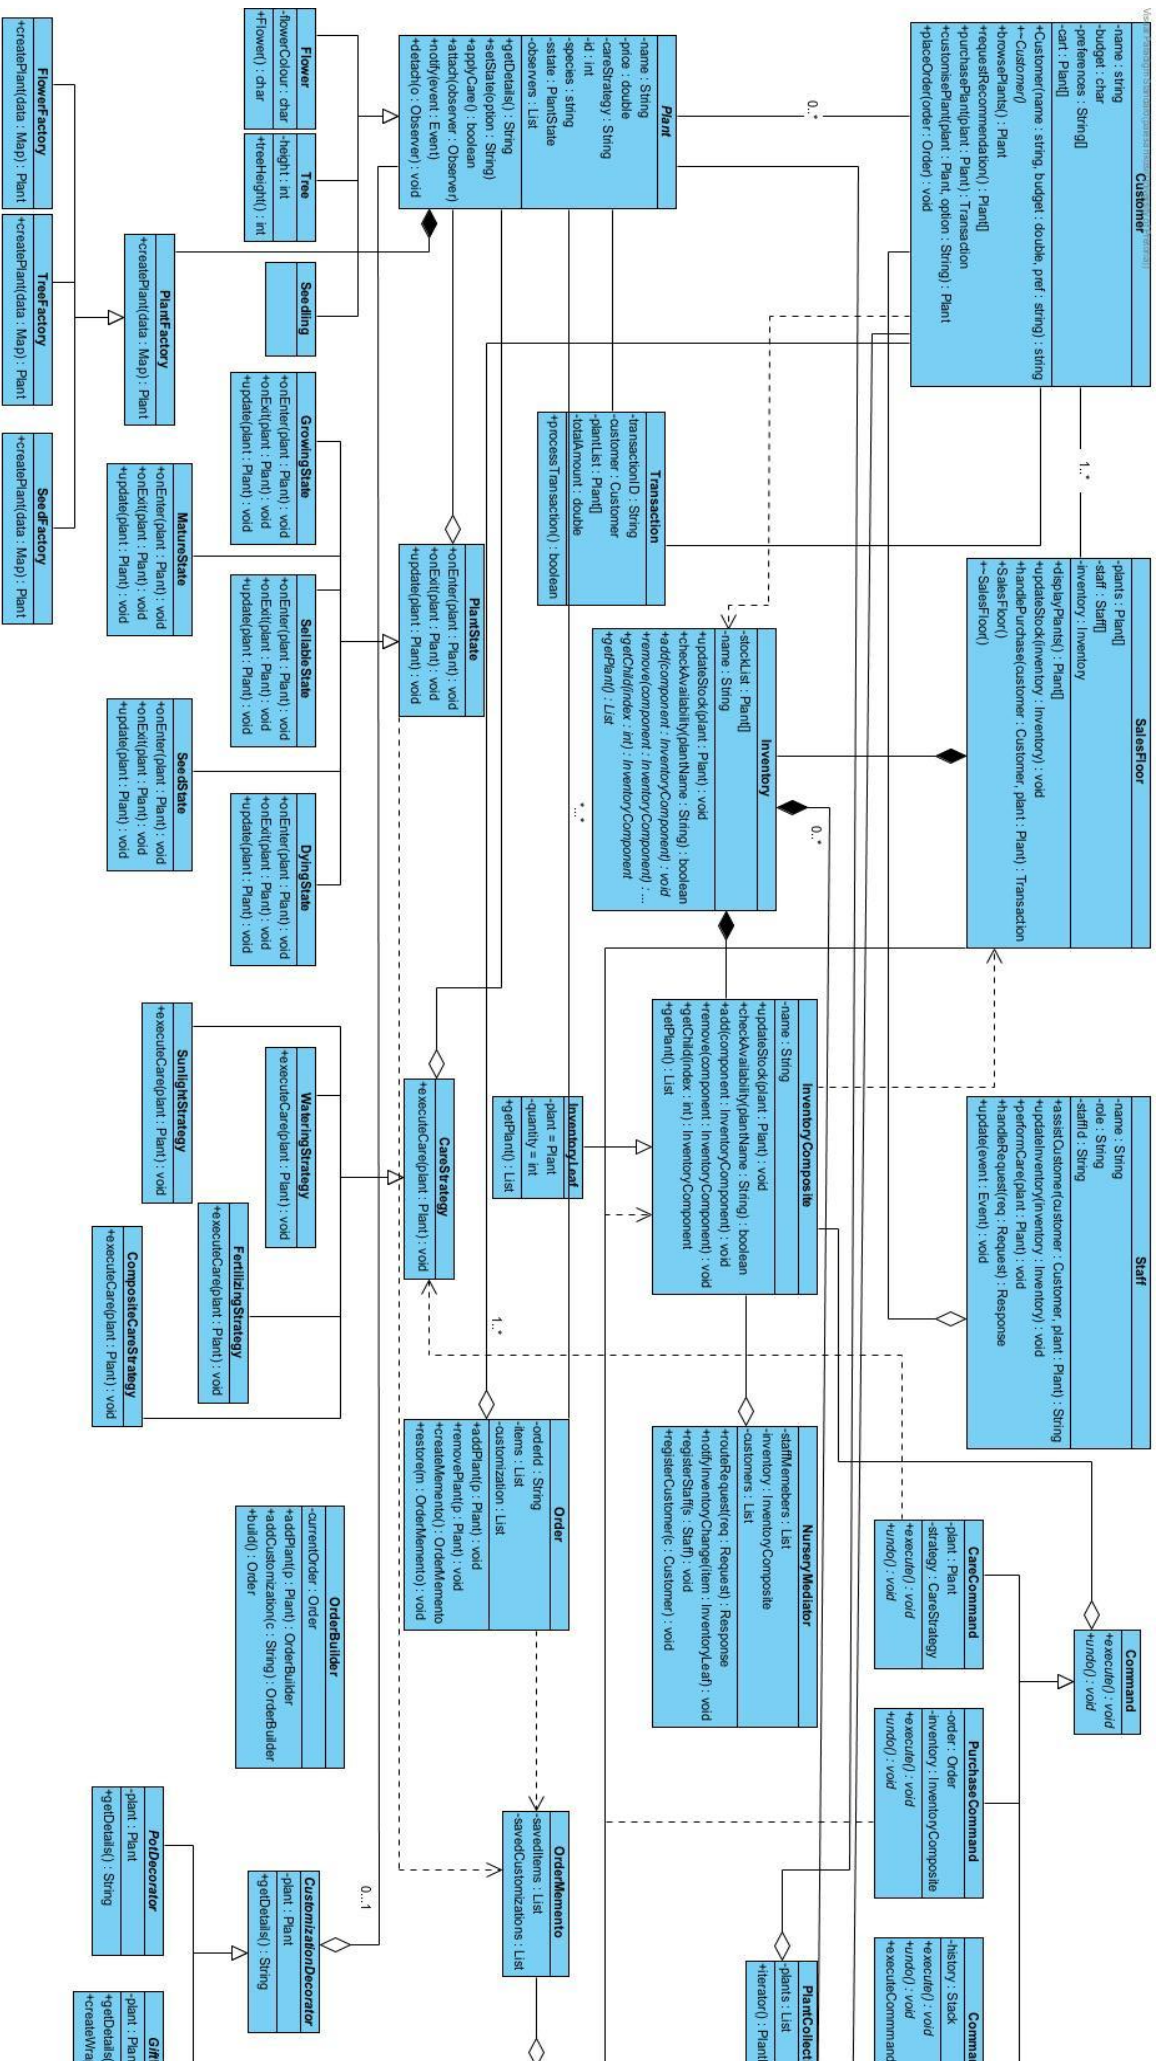 Customer
-name : string
-budget : char
-preferences : String[]
-cart : Plant[]
+Customer(name : string, budget : double, pref : string) : string
+~Customer()
+browsePlants() : Plant
+requestRecommendation() : Plant[]
+purchasePlant(plant : Plant) : Transaction
+customisePlant(plant : Plant, option : String) : Plant
+placeOrder(order : Order) : void
1..*
SalesFloor
-plants : Plant[]
-staff : Staff[]
-inventory : Inventory
+displayPlants() : Plant[]
+updateStock(inventory : Inventory) : void
+handlePurchase(customer : Customer, plant : Plant) : Transaction
+SalesFloor()
+~SalesFloor()
Staff
-name : String
-role : String
-staffId : String
+assistCustomer(customer : Customer, plant : Plant) : String
+updateInventory(inventory : Inventory) : void
+performCare(plant : Plant) : void
+handleRequest(req : Request) : Response
+update(event : Event) : void
Command
+execute() : void
+undo() : void
CareCommand
-plant : Plant
-strategy : CareStrategy
+execute() : void
+undo() : void
PurchaseCommand
-order : Order
-inventory : InventoryComposite
+execute() : void
+undo() : void
-history : Stack
+execute() : void
+undo() : void
0..*
Plant
-name : String
-price : double
-careStrategy : String
-id : int
-species : string
-sstate : PlantState
-observers : List
+getDetails() : String
+setState(option : String)
+applyCare() : boolean
+attach(observer : Observer)
+notify(event : Event)
+detach(o : Observer) : void
Transaction
-transactionID : String
-customer : Customer
-plantList : Plant[]
-totalAmount : double
+processTransaction() : boolean
Inventory
-stockList : Plant[]
-name : String
+updateStock(plant : Plant) : void
+checkAvailability(plantName : String) : boolean
+add(component : InventoryComponent) : void
+remove(component : InventoryComponent) : ...
+getChild(index : int) : InventoryComponent
+getPlant() : List
0..*
*...*
InventoryComposite
-name : String
+updateStock(plant : Plant) : void
+checkAvailability(plantName : String) : boolean
+add(component : InventoryComponent) : void
+remove(component : InventoryComponent) : void
+getChild(index : Int) : InventoryComponent
+getPlant() : List
InventoryLeaf
-plant = Plant
-quantity = int
+getPlant() : List
NurseryMediator
-staffMemebers : List
-inventory : InventoryComposite
-customers : List
+routeRequest(req : Request) : Response
+notifyInventoryChange(item : InventoryLeaf) : void
+registerStaff(s : Staff) : void
+registerCustomer(c : Customer) : void
-plants : List
Flower
-flowerColour : char
+Flower() : char
Tree
-height : int
+treeHeight() : int
Seedling
PlantState
+onEnter(plant : Plant) : void
+onExit(plant : Plant) : void
+update(plant : Plant) : void
CareStrategy
+executeCare(plant : Plant) : void
1..*
Order
-orderId : String
-items : List
-customization : List
+addPlant(p : Plant) : void
+removePlant(p : Plant) : void
+createMemento() : OrderMemento
+restore(m : OrderMemento) : void
OrderMemento
-savedItems : List
-savedCustomizations : List
GrowingState
+onEnter(plant : Plant) : void
+onExit(plant : Plant) : void
+update(plant : Plant) : void
SellableState
+onEnter(plant : Plant) : void
+onExit(plant : Plant) : void
+update(plant : Plant) : void
DyingState
+onEnter(plant : Plant) : void
+onExit(plant : Plant) : void
+update(plant : Plant) : void
MatureState
+onEnter(plant : Plant) : void
+onExit(plant : Plant) : void
+update(plant : Plant) : void
SeedState
+onEnter(plant : Plant) : void
+onExit(plant : Plant) : void
+update(plant : Plant) : void
WateringStrategy
+executeCare(plant : Plant) : void
SunlightStrategy
+executeCare(plant : Plant) : void
FertilizingStrategy
+executeCare(plant : Plant) : void
CompositeCareStrategy
+executeCare(plant : Plant) : void
OrderBuilder
-currentOrder : Order
+addPlant(p : Plant) : OrderBuilder
+addCustomization(c : String) : OrderBuilder
+build() : Order
0...1
CustomizationDecorator
-plant : Plant
+getDetails() : String
PotDecorator
-plant : Plant
+getDetails() : String
PlantFactory
+createPlant(data : Map) : Plant
FlowerFactory
+createPlant(data : Map) : Plant
TreeFactory
+createPlant(data : Map) : Plant
SeedFactory
+createPlant(data : Map) : Plant